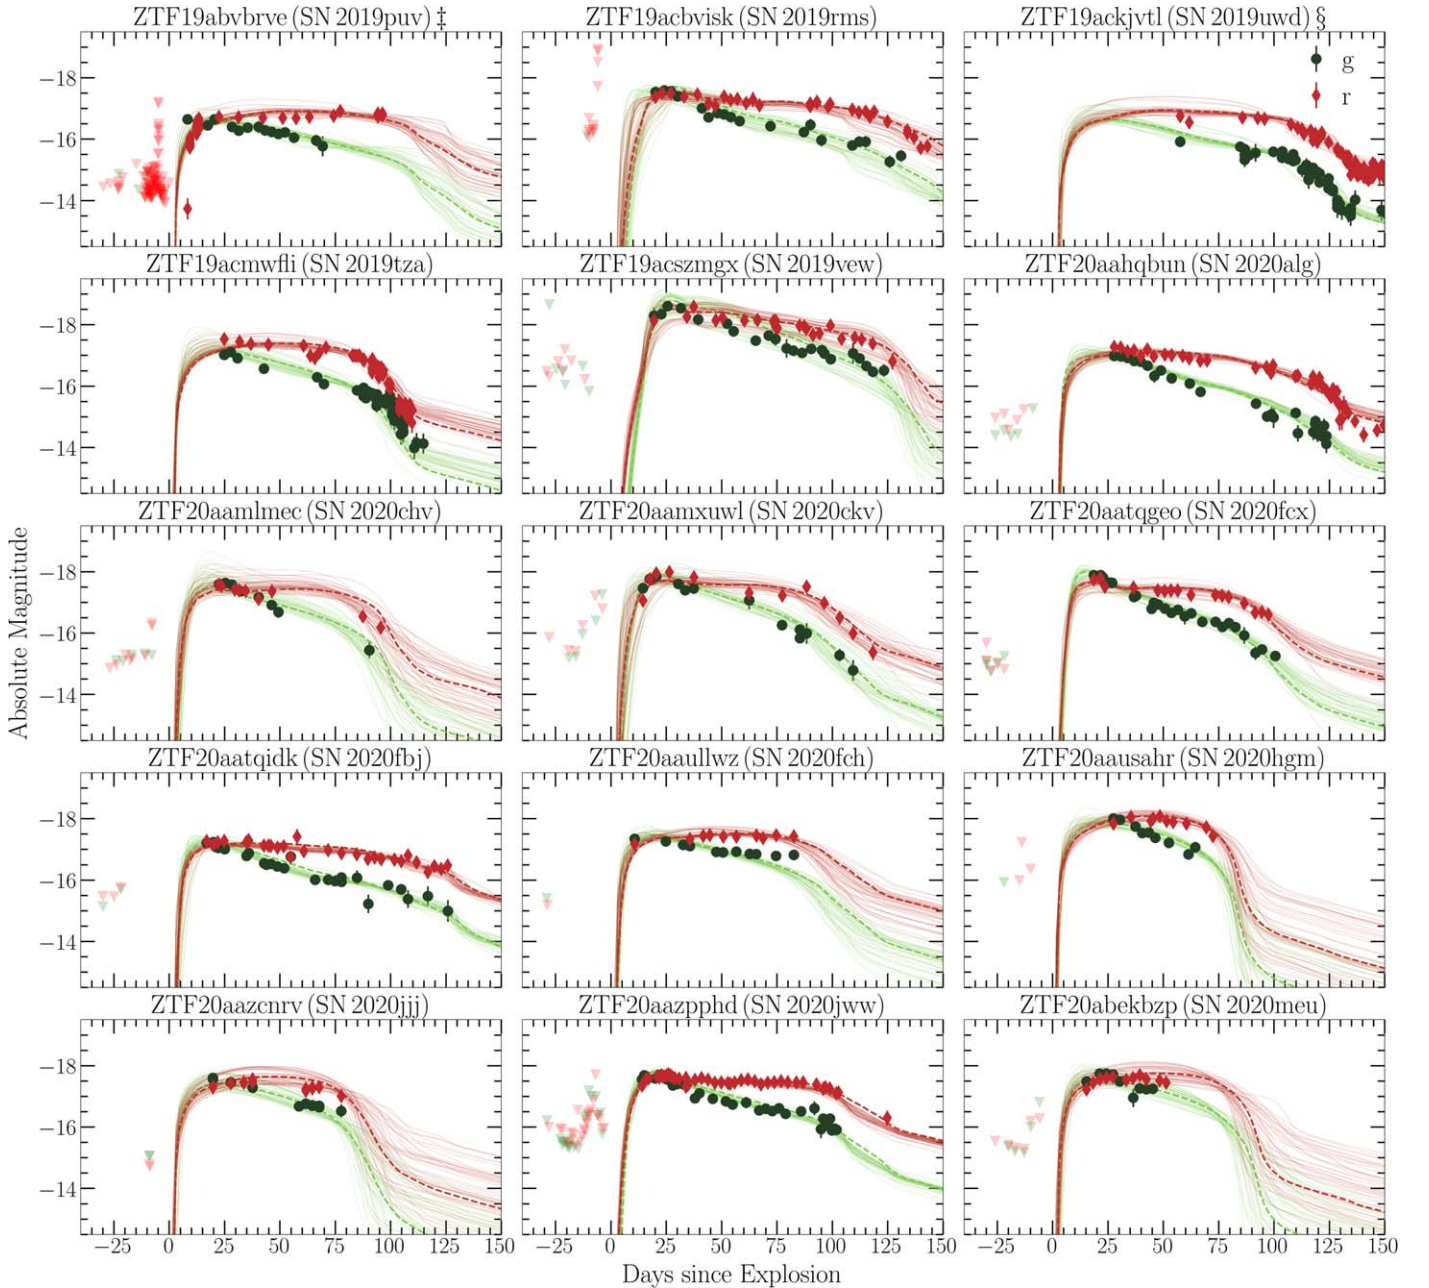 ZTF19abvbrve (SN 2019puv) ‡
ZTF19acbvisk (SN 2019rms)
ZTF19ackjvtl (SN 2019uwd) §
g
r
−18
−16
−14
ZTF19acmwfli (SN 2019tza)
ZTF19acszmgx (SN 2019vew)
ZTF20aahqbun (SN 2020alg)
−18
−16
−14
ZTF20aamlmec (SN 2020chv)
ZTF20aamxuwl (SN 2020ckv)
ZTF20aatqgeo (SN 2020fcx)
−18
−16
−14
Absolute Magnitude
ZTF20aatqidk (SN 2020fbj)
ZTF20aaullwz (SN 2020fch)
ZTF20aausahr (SN 2020hgm)
−18
−16
−14
ZTF20aazcnrv (SN 2020jjj)
ZTF20aazpphd (SN 2020jww)
ZTF20abekbzp (SN 2020meu)
−18
−16
−14
−25 0 25 50 75 100 125 150
−25 0 25 50 75 100 125 150
−25 0 25 50 75 100 125 150
Days since Explosion